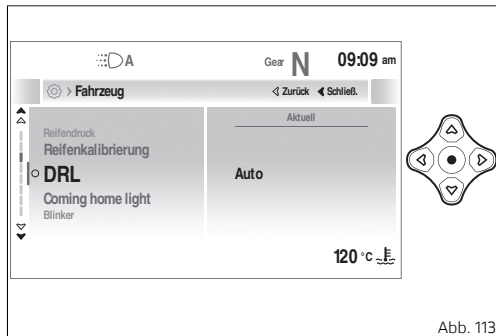 A Gear N 09:09 am
Fahrzeug Zurück Schließ.
Aktuell
Reifendruck
Reifenkalibrierung
DRL Auto
Coming home light
Blinker
120 °C
Abb. 113